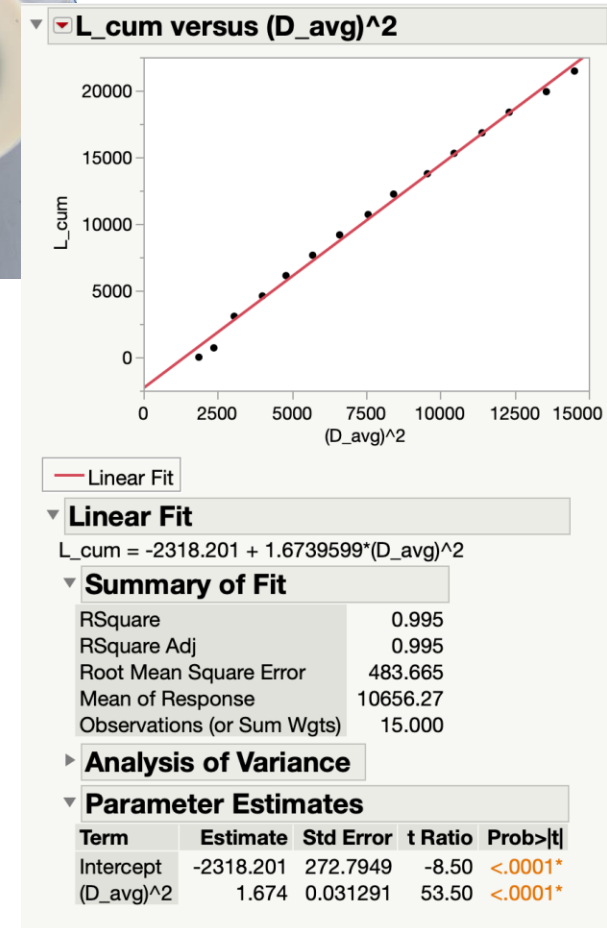 L_cum versus (D_avg)^2
20000
15000
10000
5000
0
L_cum
0 2500 5000 7500 10000 12500 15000
(D_avg)^2
Linear Fit
Linear Fit
L_cum = -2318.201 + 1.6739599*(D_avg)^2
Summary of Fit
RSquare 0.995
RSquare Adj 0.995
Root Mean Square Error 483.665
Mean of Response 10656.27
Observations (or Sum Wgts) 15.000
Analysis of Variance
Parameter Estimates
Term Estimate Std Error t Ratio Prob>|t|
Intercept -2318.201 272.7949 -8.50 <.0001*
(D_avg)^2 1.674 0.031291 53.50 <.0001*